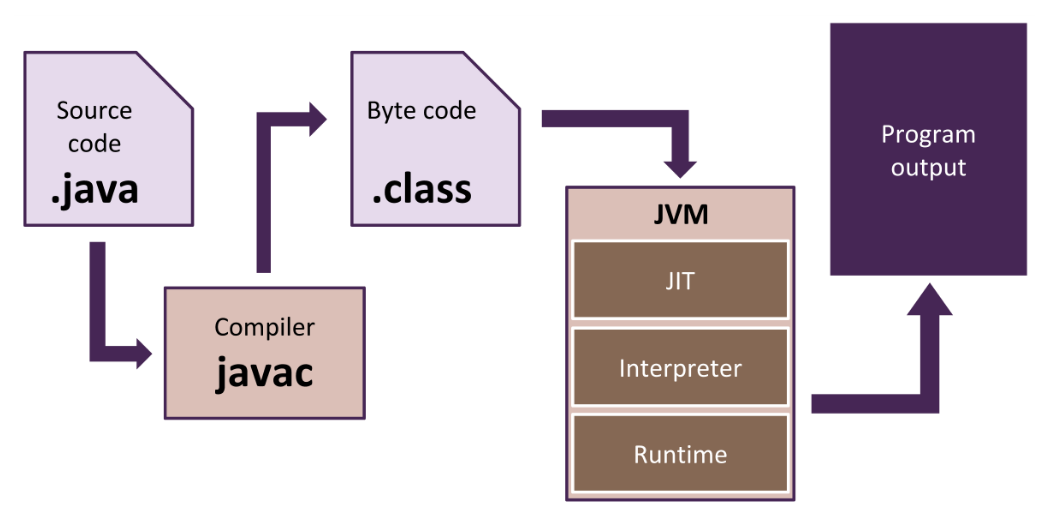 Source
code
.java
Compiler
javac
Byte code
.class
JVM
JIT
Interpreter
Runtime
Program
output